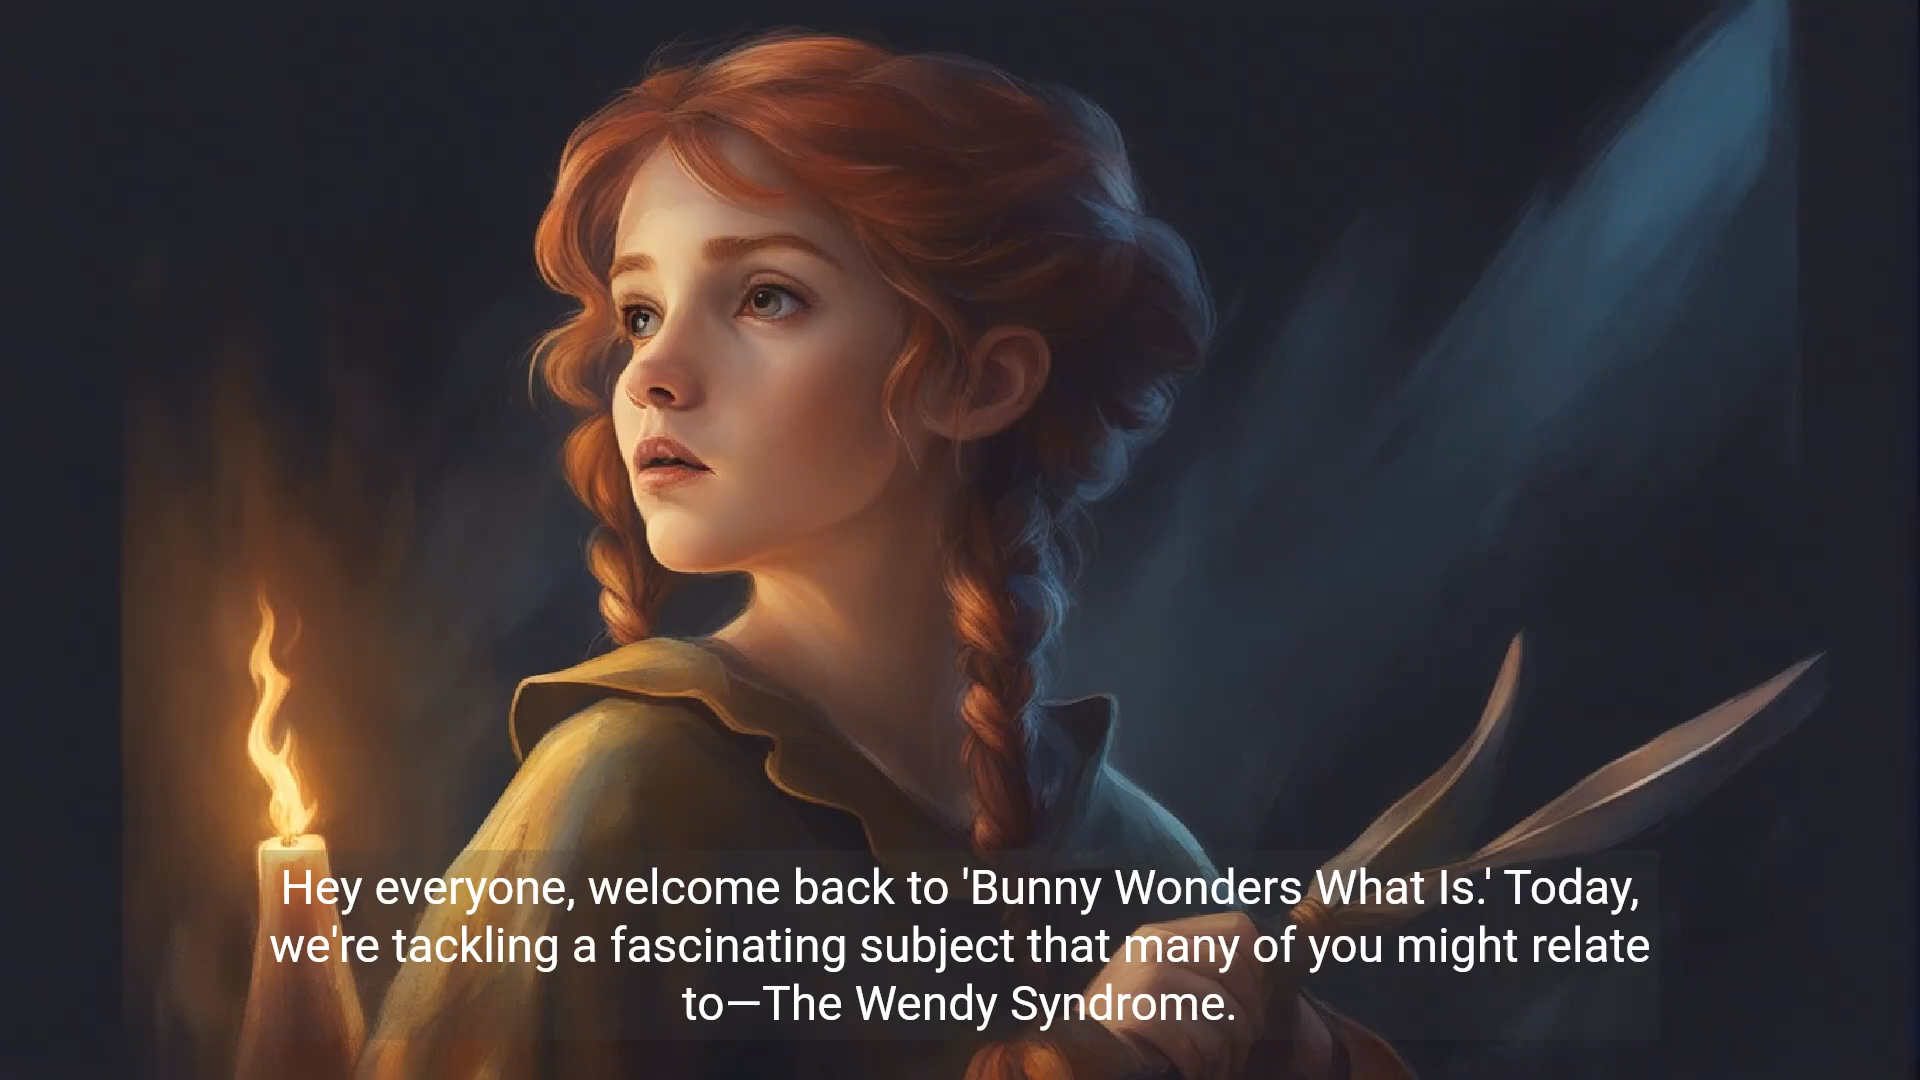 Hey everyone, welcome back to 'Bunny Wonders What Is.' Today,
we're tackling a fascinating subject that many of you might relate
to—The Wendy Syndrome.